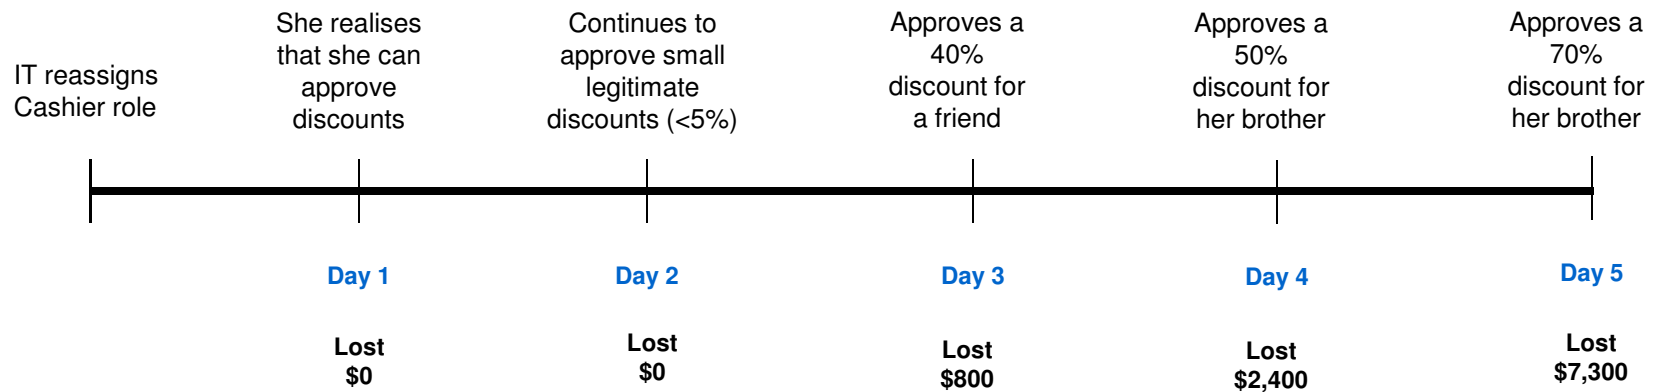 IT reassigns
Cashier role
She realises
that she can
approve
discounts
Continues to
approve small
legitimate
discounts (<5%)
Approves a
40%
discount for
a friend
Approves a
50%
discount for
her brother
Approves a
70%
discount for
her brother
Day 1
Day 2
Day 3
Day 4
Day 5
Lost
$0
Lost
$0
Lost
$800
Lost
$2,400
Lost
$7,300